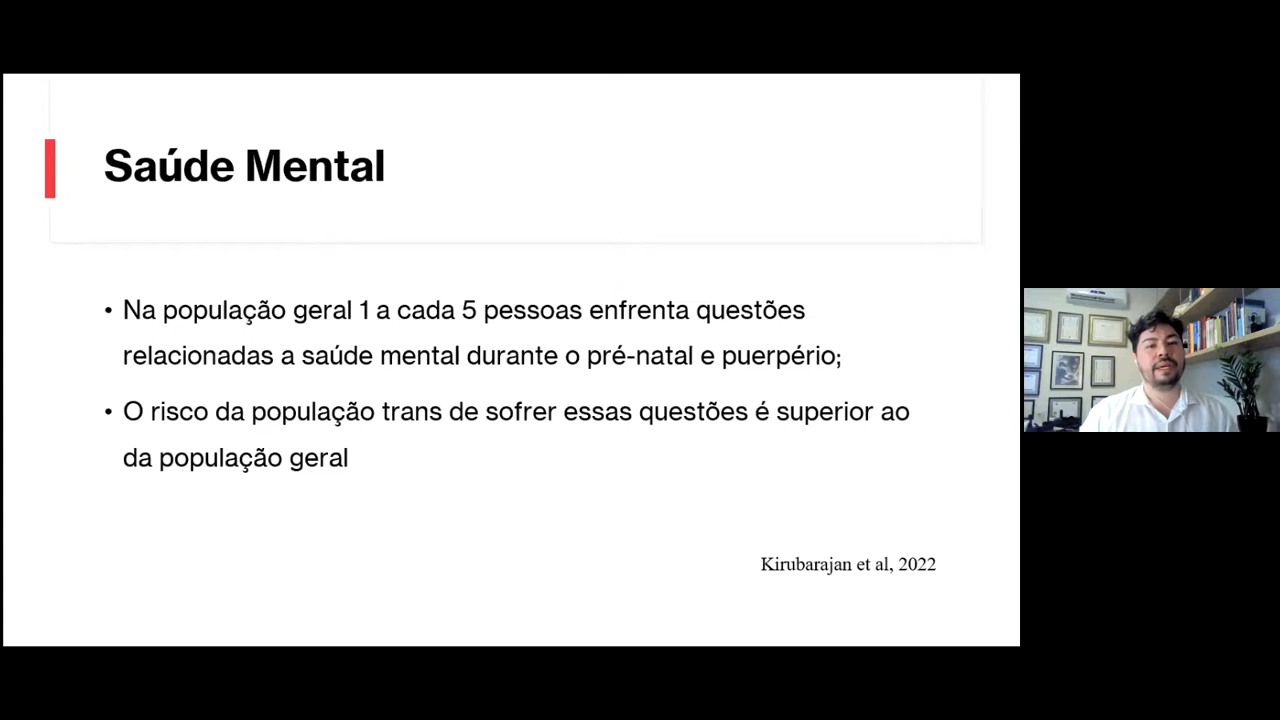 Saúde Mental
• Na população geral 1 a cada 5 pessoas enfrenta questões
relacionadas a saúde mental durante o pré-natal e puerpério;
• O risco da população trans de sofrer essas questões é superior ao
da população geral
Kirubarajan et al, 2022